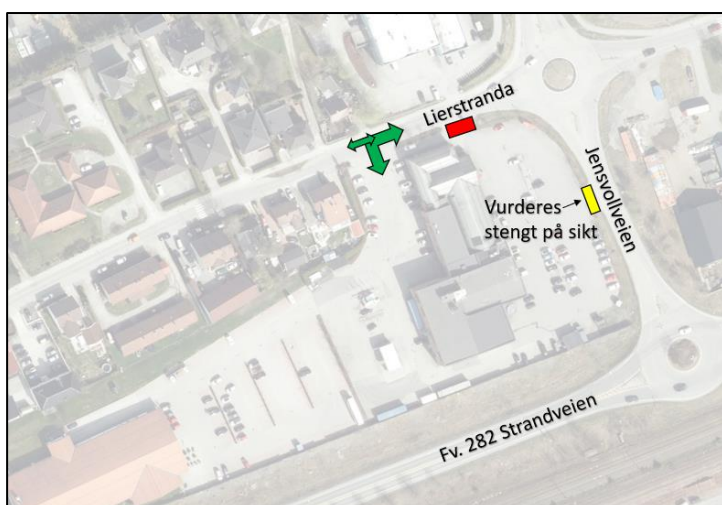 Lierstranda
Jensvollveien
Vurderes
stengt på sikt
Fv. 282 Strandveien